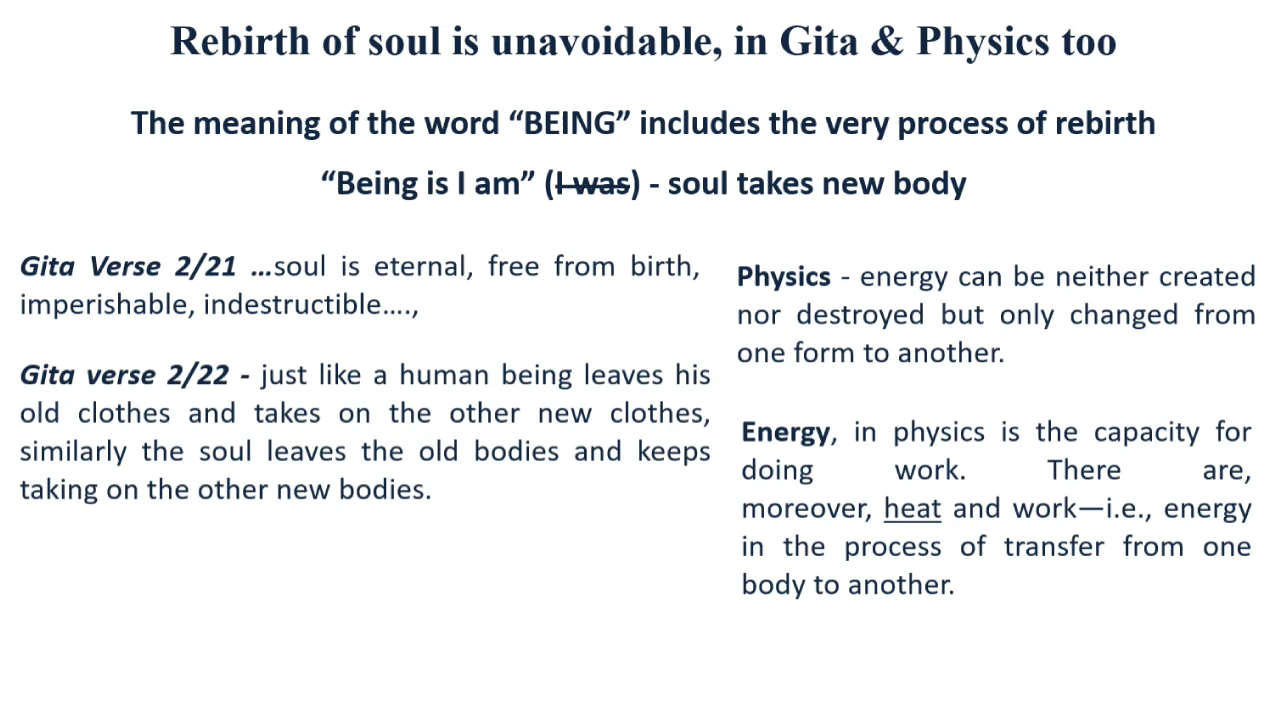 Rebirth of soul is unavoidable, in Gita & Physics too
The meaning of the word “BEING” includes the very process of rebirth
“Being is I am” (I was) - soul takes new body
Gita Verse 2/21 …soul is eternal, free from birth,
imperishable, indestructible….,
Gita verse 2/22 - just like a human being leaves his
old clothes and takes on the other new clothes,
similarly the soul leaves the old bodies and keeps
taking on the other new bodies.
Physics - energy can be neither created
nor destroyed but only changed from
one form to another.
Energy, in physics is the capacity for
doing work. There are,
moreover, heat and work—i.e., energy
in the process of transfer from one
body to another.